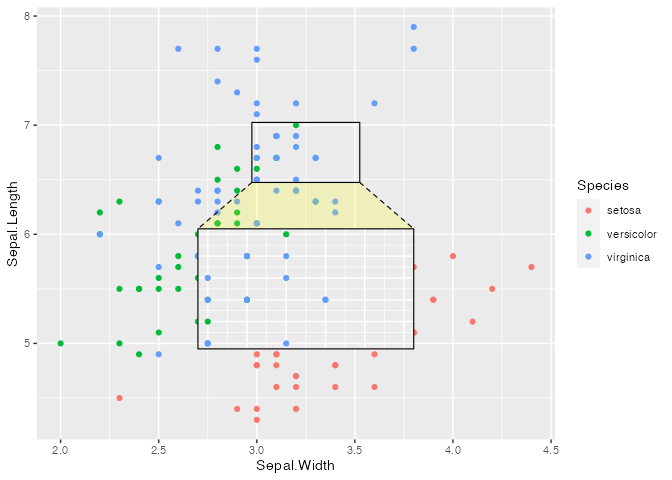 8
7
6
5
Sepal.Length
2.0 2.5 3.0 3.5 4.0 4.5
Sepal.Width
Species
setosa
versicolor
virginica